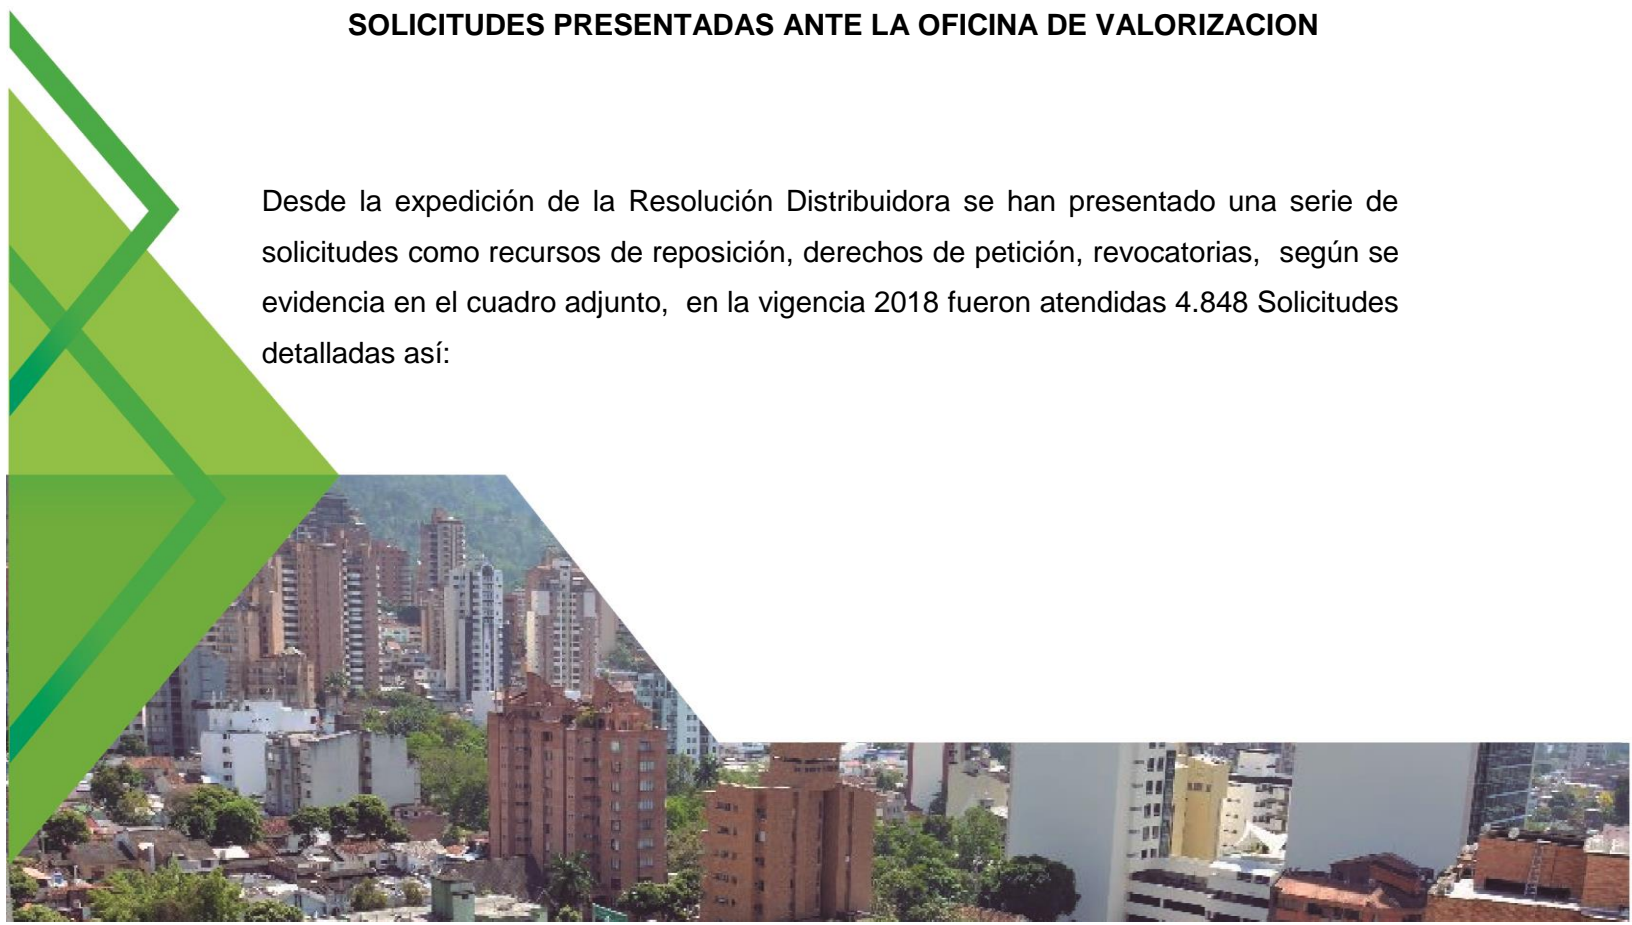 SOLICITUDES PRESENTADAS ANTE LA OFICINA DE VALORIZACION
Desde la expedición de la Resolución Distribuidora se han presentado una serie de
solicitudes como recursos de reposición, derechos de petición, revocatorias, según se
evidencia en el cuadro adjunto, en la vigencia 2018 fueron atendidas 4.848 Solicitudes
detalladas así: